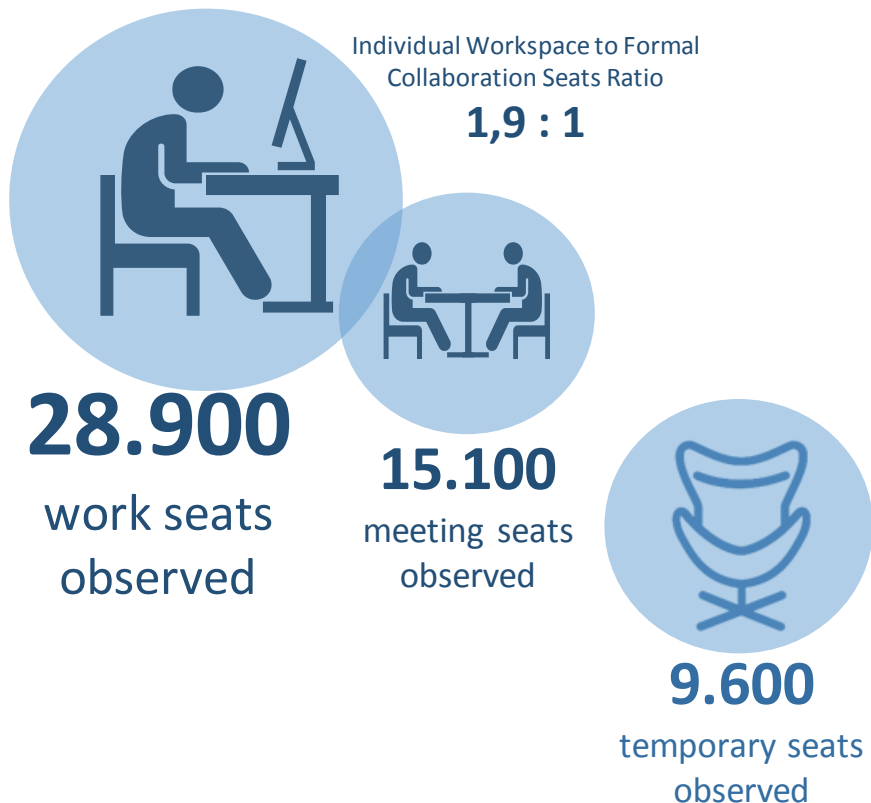 Individual Workspace to Formal
Collaboration Seats Ratio
1,9 : 1
28.900
work seats
observed
15.100
meeting seats
observed
9.600
temporary seats
observed